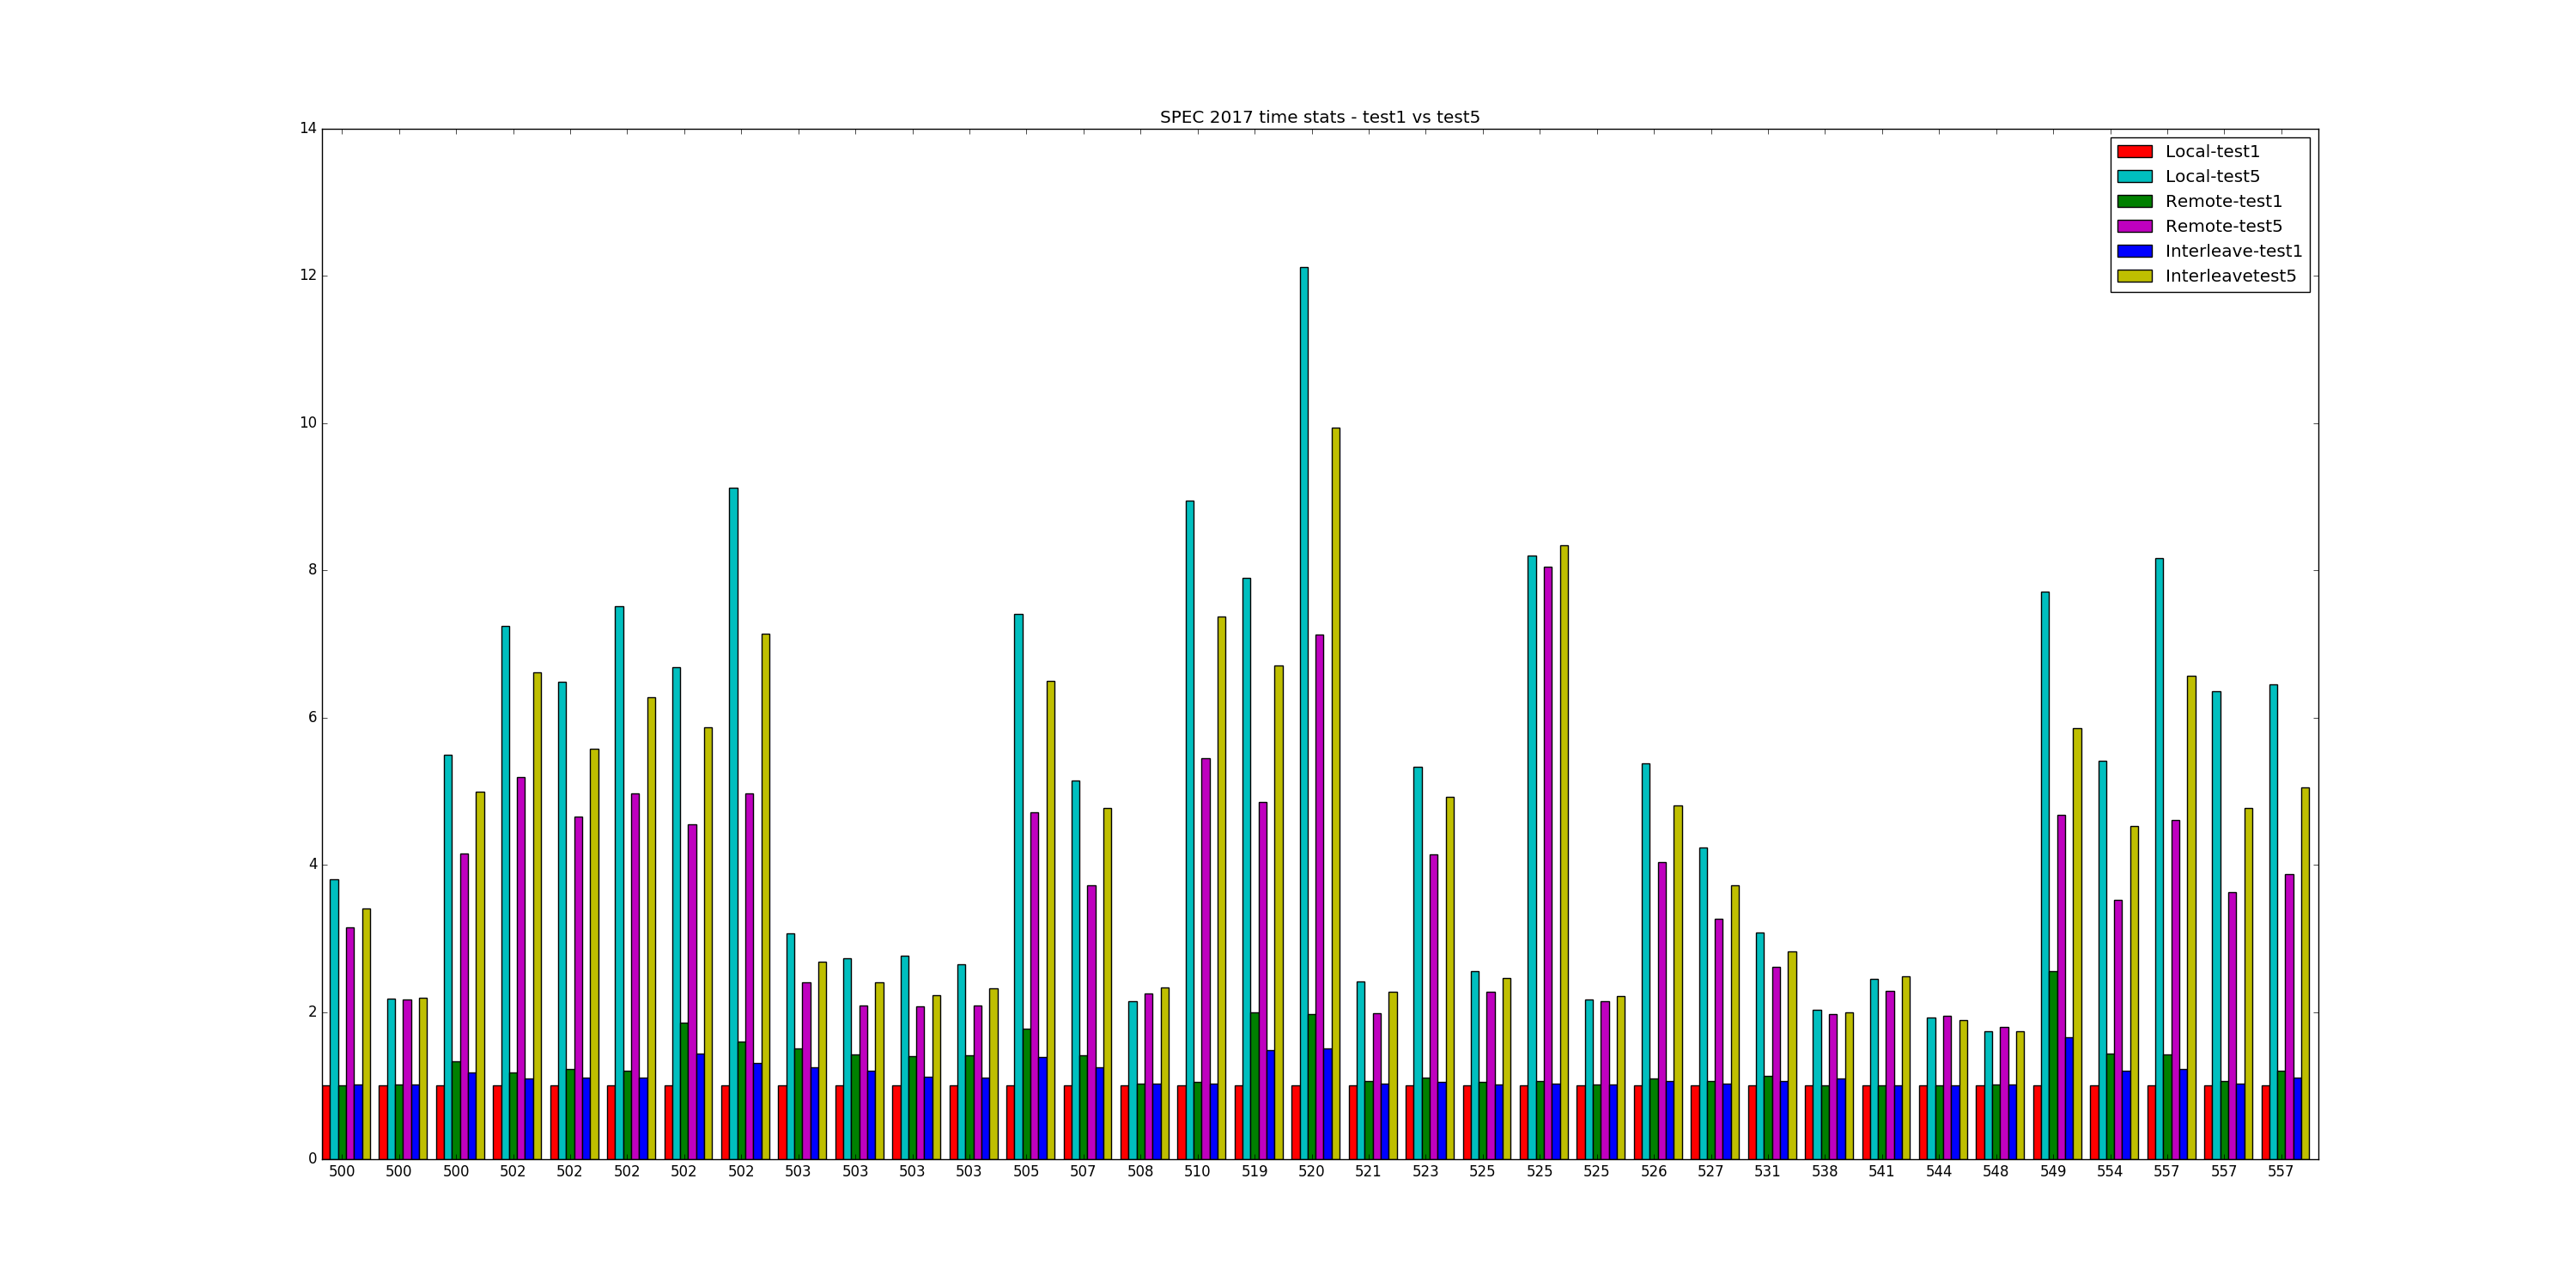 SPEC 2017 time stats - test1 vs test5
14
12
10
8
6
4
2
0
Local-test1
Local-test5
Remote-test1
Remote-test5
Interleave-test1
Interleavetest5
500 500 500 502 502 502 502 502 503 503 503 503 505 507 508 510 519 520 521 523 525 525 525 526 527 531 538 541 544 548 549 554 557 557 557